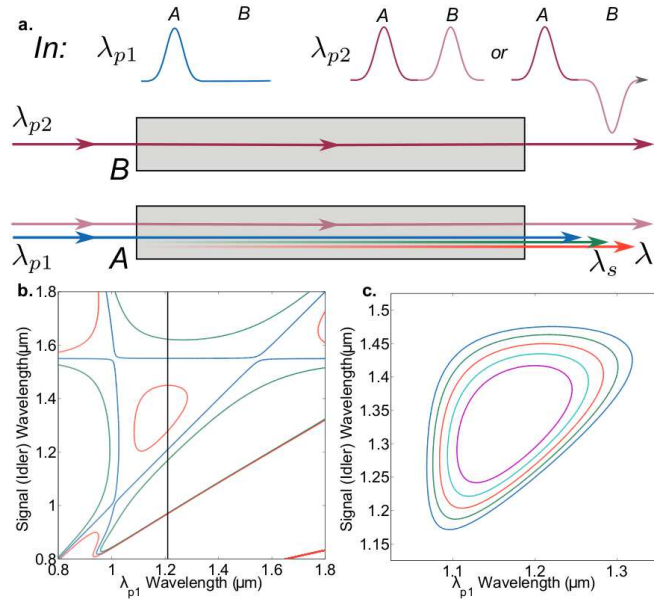 a.
In: λp1 A B λp2 A B or A B
λp2
B
λp1 A λs λ
b.
Signal (Idler) Wavelength(μm)
1.8
1.6
1.4
1.2
1
0.8
0.8 1 1.2 1.4 1.6 1.8
λp1 Wavelength (μm)
c.
Signal (Idler) Wavelength (μm)
1.5
1.45
1.4
1.35
1.3
1.25
1.2
1.15
1.1 1.2 1.3
λp1 Wavelength (μm)